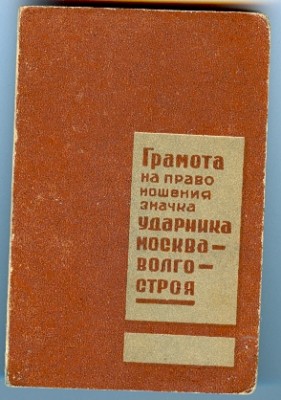 Грамота
на право
ношения
значка
ударника
Москва-
Волго-
строя